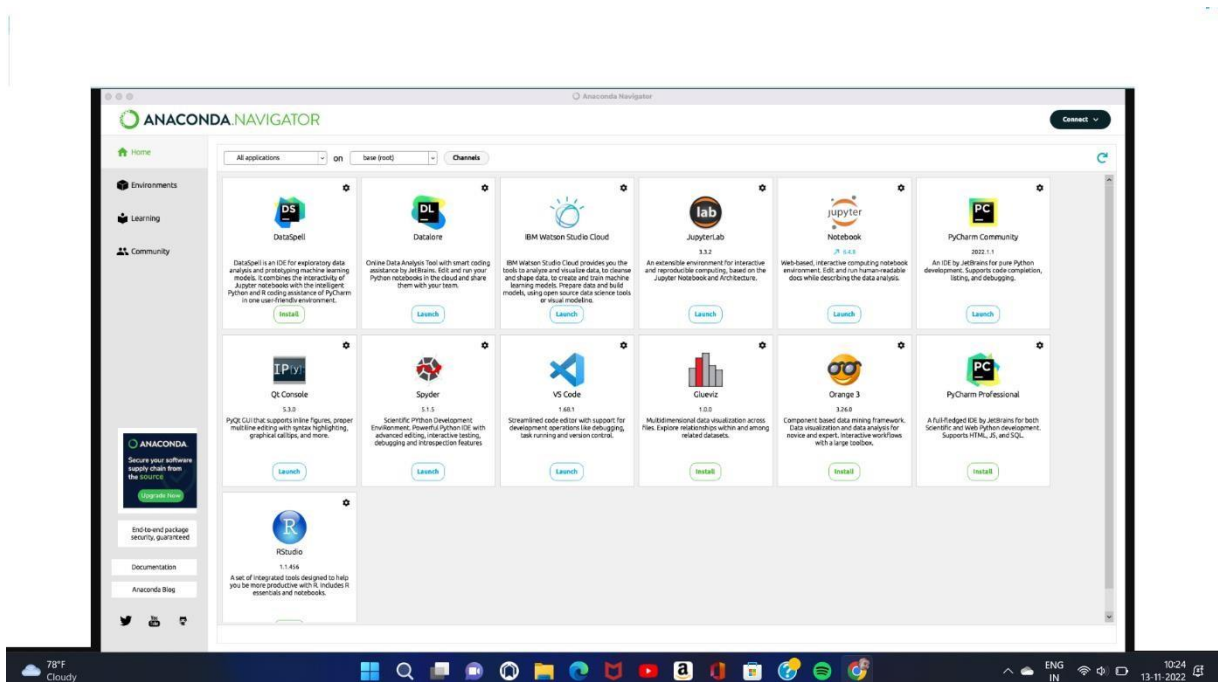 Anaconda Navigator
ANACONDA.NAVIGATOR
Connect
Home
Environments
Learning
Community
All applications
on
base (root)
Channels
DS
DataSpell
DataSpell is an IDE for exploratory data
analysis and prototyping machine learning
models. It combines the interactivity of
Jupyter notebooks with the intelligent
Python and R coding assistance of PyCharm
in one user-friendly environment.
Install
DL
Datalore
Online Data Analysis Tool with smart coding
assistance by JetBrains. Edit and run your
Python notebooks in the cloud and share
them with your team.
Launch
IBM Watson Studio Cloud
IBM Watson Studio Cloud provides you the
tools to analyze and visualize data, to cleanse
and shape data, to create and train machine
learning models. Prepare data and build
models, using open source data science tools
or visual modeling.
Launch
lab
JupyterLab
3.3.2
An extensible environment for interactive
and reproducible computing, based on the
Jupyter Notebook and Architecture.
Launch
jupyter
Notebook
6.4.8
Web-based, interactive computing notebook
environment. Edit and run human-readable
docs while describing the data analysis.
Launch
PC
PyCharm Community
2022.1.1
An IDE by JetBrains for pure Python
development. Supports code completion,
listing, and debugging.
Launch
IP[y]:
Qt Console
5.3.0
PyQt GUI that supports inline figures, proper
multiline editing with syntax highlighting,
graphical calltips, and more.
Launch
Spyder
5.1.5
Scientific PYthon Development
EnviRonment. Powerful Python IDE with
advanced editing, interactive testing,
debugging and introspection features
Launch
VS Code
1.68.1
Streamlined code editor with support for
development operations like debugging,
task running and version control.
Launch
Glueviz
1.0.0
Multidimensional data visualization across
files. Explore relationships within and among
related datasets.
Install
Orange 3
3.26.0
Component based data mining framework.
Data visualization and data analysis for
novice and expert. Interactive workflows
with a large toolbox.
Install
PC
PyCharm Professional
A full-fledged IDE by JetBrains for both
Scientific and Web Python development.
Supports HTML, JS, and SQL.
Install
R
RStudio
1.1.456
A set of integrated tools designed to help
you be more productive with R. Includes R
essentials and notebooks.
ANACONDA.
Secure your software
supply chain from
the source
Upgrade Now
End-to-end package
security, guaranteed
Documentation
Anaconda Blog
You
Tube
78°F
Cloudy
a
ENG
IN
10:24
13-11-2022